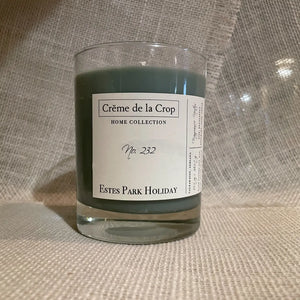 Crème de la Crop
HOME COLLECTION
No. 232
ESTES PARK HOLIDAY